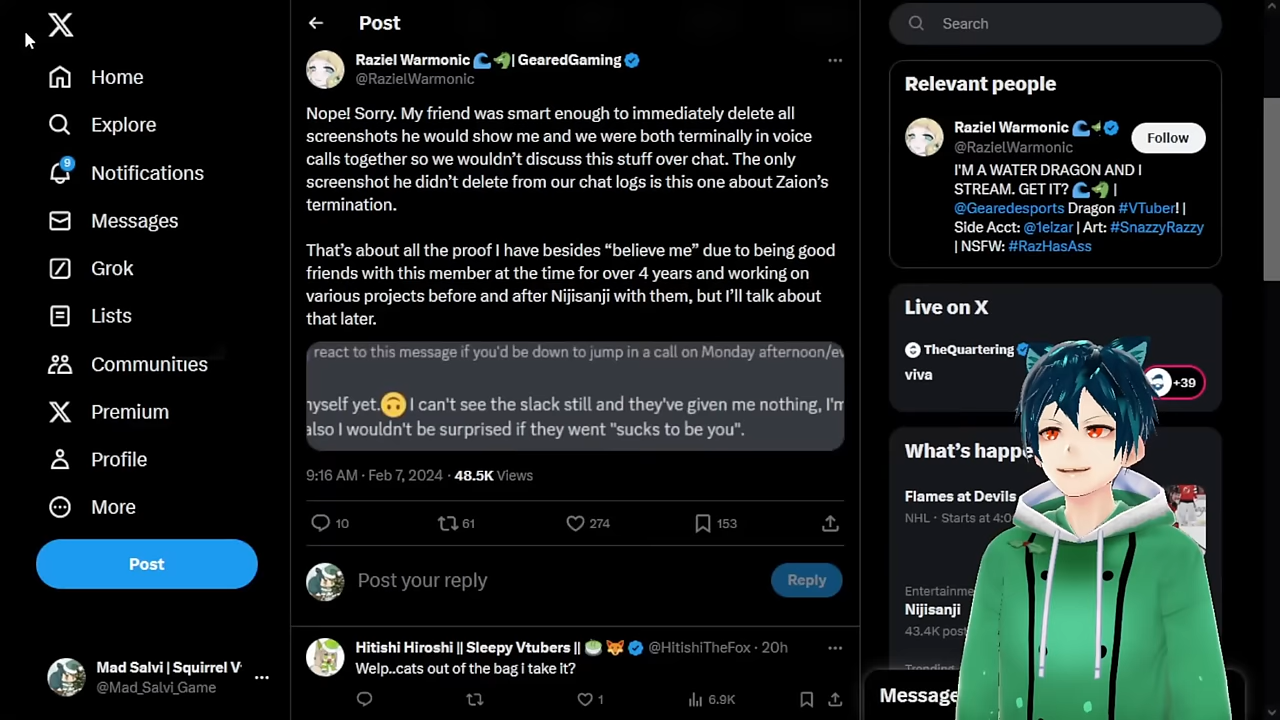 Home
Explore
9
Notifications
Messages
Grok
Lists
Communities
Premium
Profile
More
Post
Mad Salvi | Squirrel V
@Mad_Salvi_Game
Post
Raziel Warmonic 🌊🐉| GearedGaming
@RazielWarmonic
Nope! Sorry. My friend was smart enough to immediately delete all
screenshots he would show me and we were both terminally in voice
calls together so we wouldn’t discuss this stuff over chat. The only
screenshot he didn’t delete from our chat logs is this one about Zaion’s
termination.
That’s about all the proof I have besides “believe me” due to being good
friends with this member at the time for over 4 years and working on
various projects before and after Nijisanji with them, but I’ll talk about
that later.
react to this message if you'd be down to jump in a call on Monday afternoon/ev
myself yet.🙃 I can't see the slack still and they've given me nothing, I'm
also I wouldn't be surprised if they went "sucks to be you".
9:16 AM · Feb 7, 2024 · 48.5K Views
10 61 274 153
Post your reply
Reply
Hitishi Hiroshi || Sleepy Vtubers || 🍵🦊 @HitishiTheFox · 20h
Welp..cats out of the bag i take it?
1 6.9K
Search
Relevant people
Raziel Warmonic 🌊🐉
@RazielWarmonic
Follow
I'M A WATER DRAGON AND I
STREAM. GET IT? 🌊🐉 |
@Gearedesports Dragon #VTuber! |
Side Acct: @1eizar | Art: #SnazzyRazzy
| NSFW: #RazHasAss
Live on X
TheQuartering
viva
+39
What's happe
Flames at Devils
NHL · Starts at 4:0
Entertainme
Nijisanji
43.4K post
Trending
Message